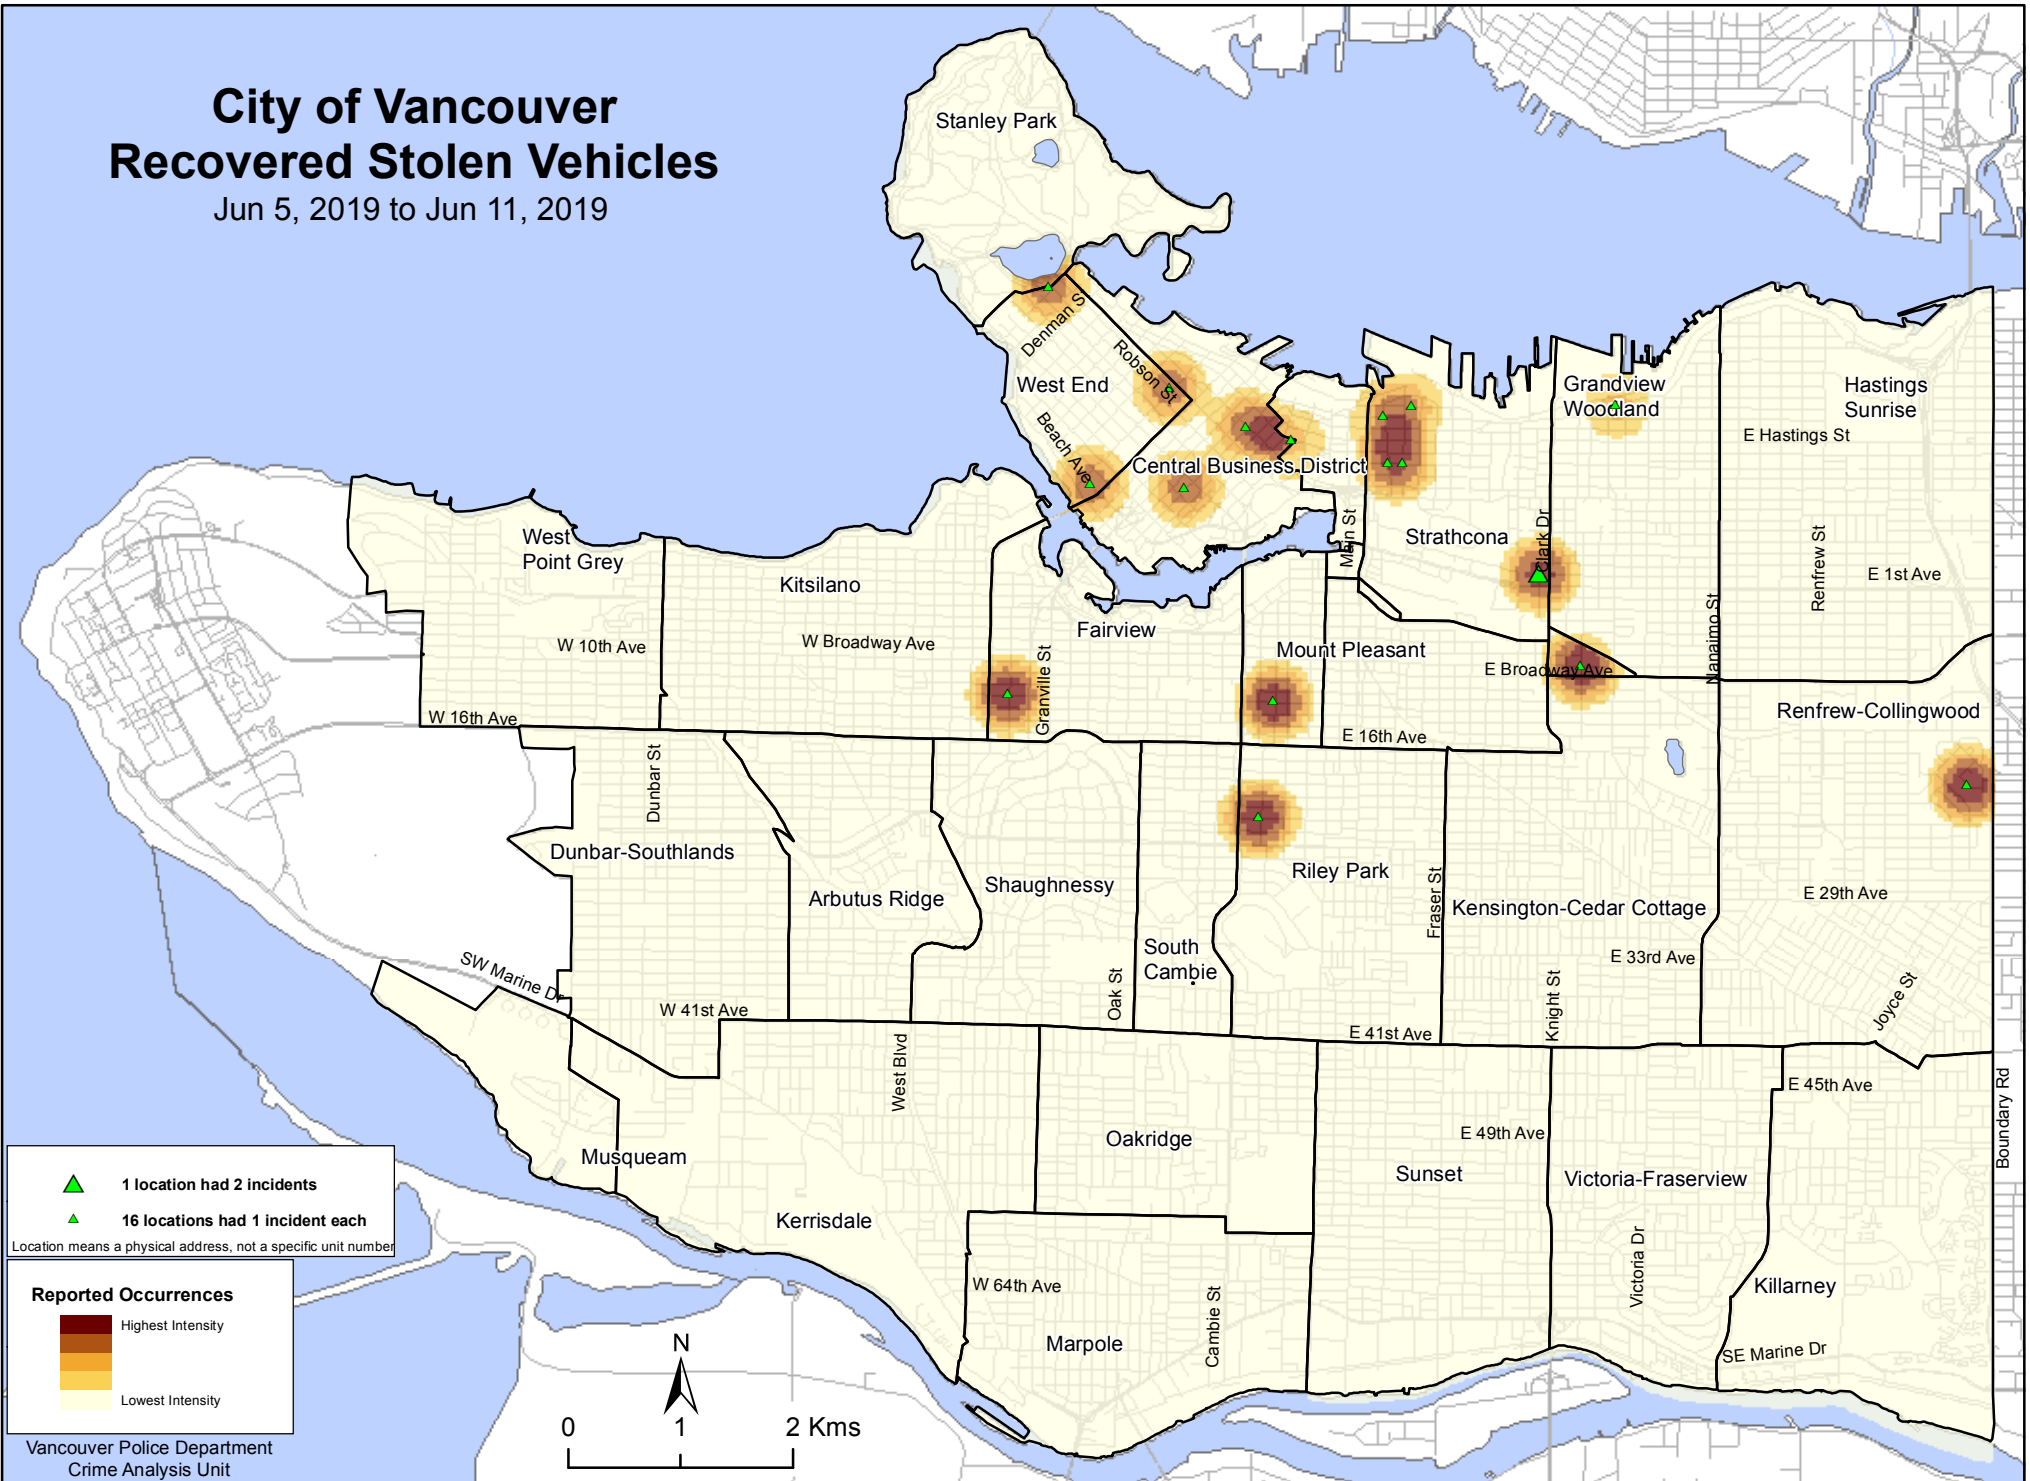 City of Vancouver
Recovered Stolen Vehicles
Jun 5, 2019 to Jun 11, 2019
Stanley Park
Denman St
Robson St
West End
Beach Ave
Central Business District
Grandview
Woodland
Hastings
Sunrise
E Hastings St
Main St
Strathcona
Clark Dr
Nanaimo St
Renfrew St
E 1st Ave
West
Point Grey
Kitsilano
Fairview
W 10th Ave
W Broadway Ave
Granville St
Mount Pleasant
E Broadway Ave
W 16th Ave
E 16th Ave
Renfrew-Collingwood
Dunbar St
Dunbar-Southlands
Arbutus Ridge
Shaughnessy
South
Cambie
Riley Park
Fraser St
Kensington-Cedar Cottage
E 29th Ave
E 33rd Ave
SW Marine Dr
W 41st Ave
Oak St
E 41st Ave
Knight St
Joyce St
West Blvd
Boundary Rd
E 45th Ave
Oakridge
E 49th Ave
Sunset
Victoria-Fraserview
Musqueam
Kerrisdale
W 64th Ave
Marpole
Cambie St
Victoria Dr
Killarney
SE Marine Dr
1 location had 2 incidents
16 locations had 1 incident each
Location means a physical address, not a specific unit number
Reported Occurrences
Highest Intensity
Lowest Intensity
Vancouver Police Department
Crime Analysis Unit
N
0 1 2 Kms